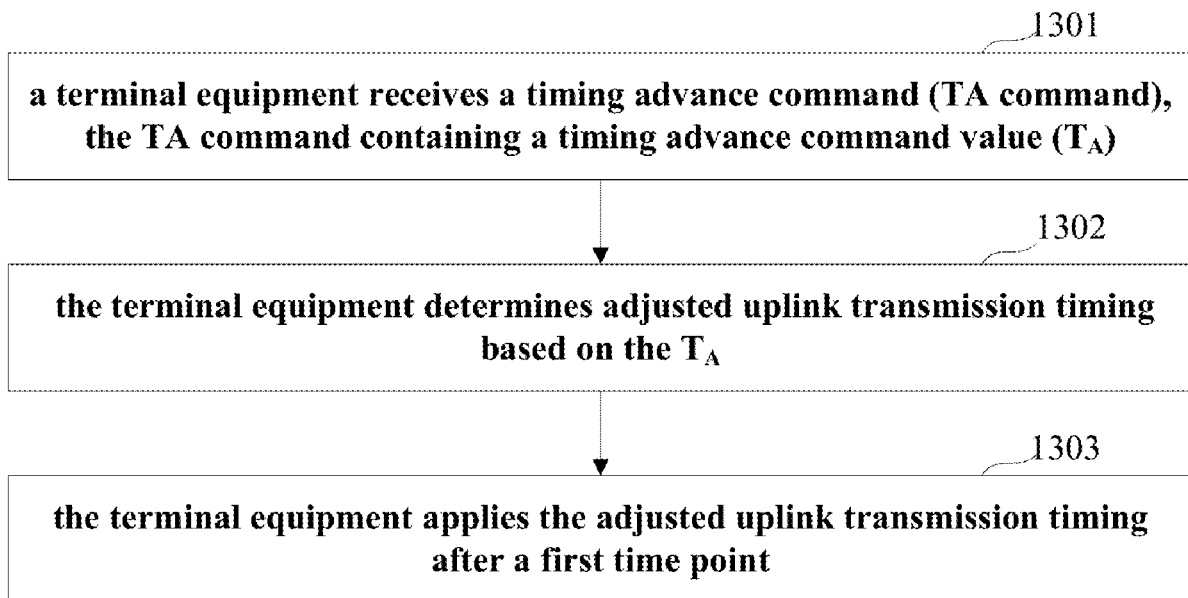 1301
a terminal equipment receives a timing advance command (TA command),
the TA command containing a timing advance command value (T_A)
1302
the terminal equipment determines adjusted uplink transmission timing
based on the T_A
1303
the terminal equipment applies the adjusted uplink transmission timing
after a first time point